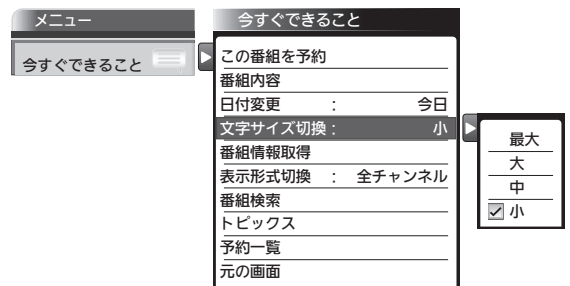 メニュー
今すぐできること
今すぐできること
この番組を予約
番組内容
日付変更 : 今日
文字サイズ切換 : 小
番組情報取得
表示形式切換 : 全チャンネル
番組検索
トピックス
予約一覧
元の画面
最大
大
中
小